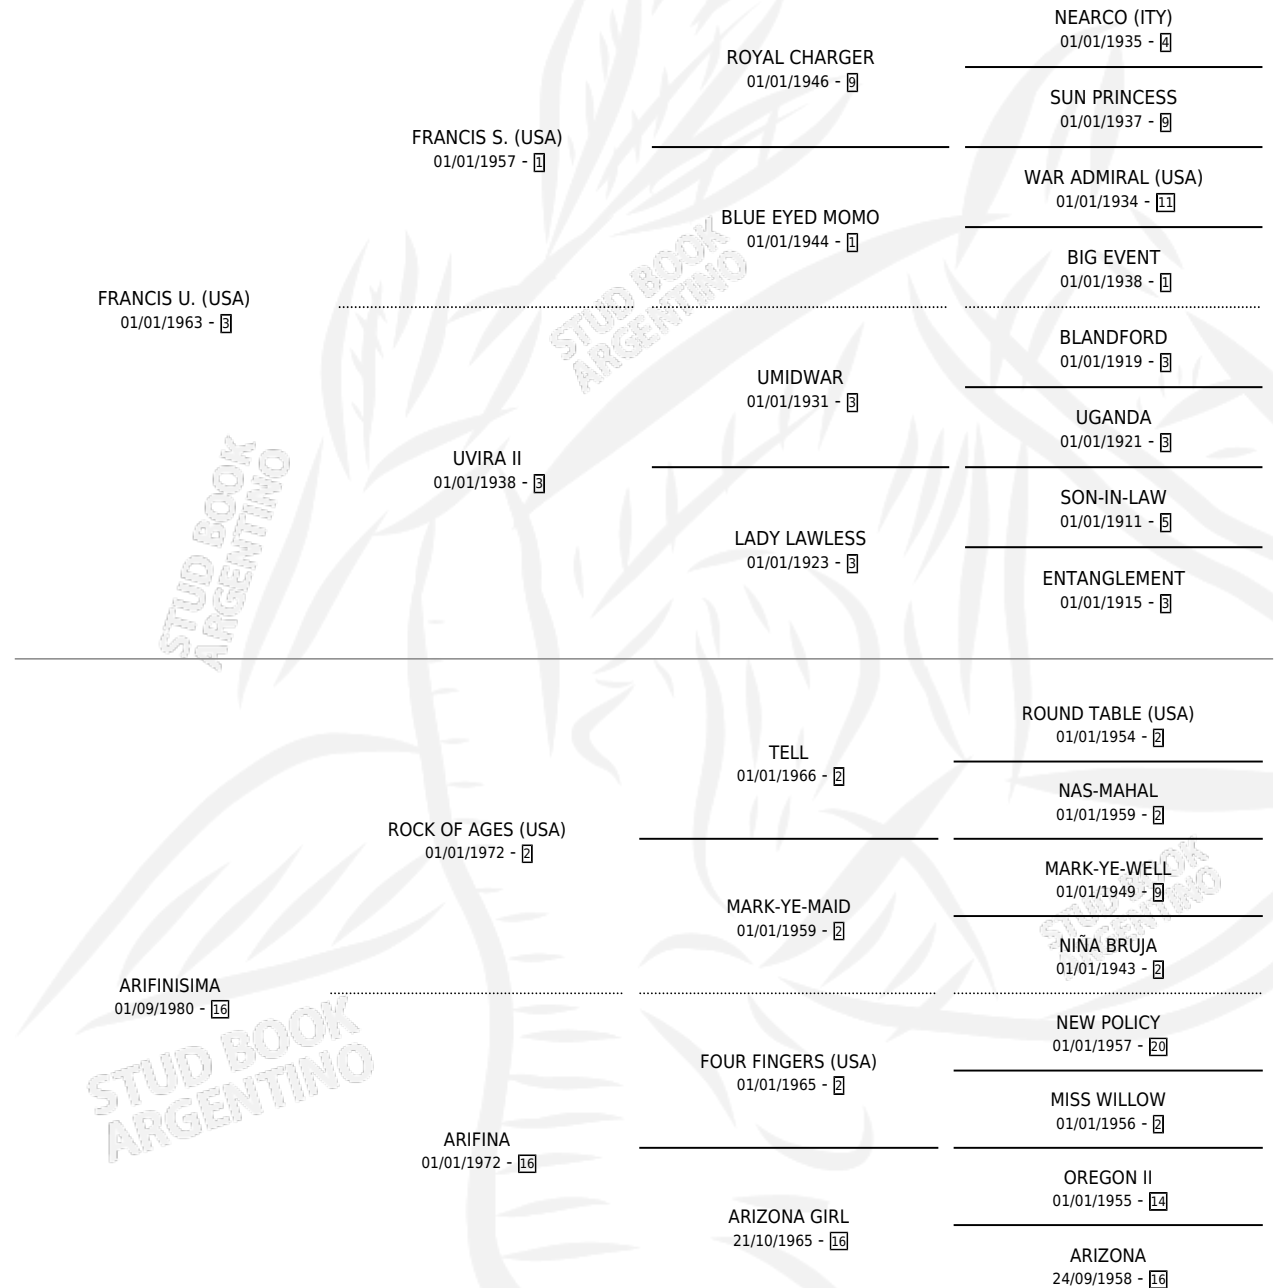 NEARCO (ITY)
01/01/1935 - 4
ROYAL CHARGER
01/01/1946 - 9
SUN PRINCESS
01/01/1937 - 9
FRANCIS S. (USA)
01/01/1957 - 1
WAR ADMIRAL (USA)
01/01/1934 - 11
BLUE EYED MOMO
01/01/1944 - 1
BIG EVENT
01/01/1938 - 1
FRANCIS U. (USA)
01/01/1963 - 3
BLANDFORD
01/01/1919 - 3
UMIDWAR
01/01/1931 - 3
UGANDA
01/01/1921 - 3
UVIRA II
01/01/1938 - 3
SON-IN-LAW
01/01/1911 - 5
LADY LAWLESS
01/01/1923 - 3
ENTANGLEMENT
01/01/1915 - 3
STUD BOOK
ARGENTINO
STUD BOOK
ARGENTINO
ROUND TABLE (USA)
01/01/1954 - 2
TELL
01/01/1966 - 2
NAS-MAHAL
01/01/1959 - 2
ROCK OF AGES (USA)
01/01/1972 - 2
MARK-YE-WELL
01/01/1949 - 9
MARK-YE-MAID
01/01/1959 - 2
NIÑA BRUJA
01/01/1943 - 2
STUD BOOK
ARGENTINO
ARIFINISIMA
01/09/1980 - 16
NEW POLICY
01/01/1957 - 20
FOUR FINGERS (USA)
01/01/1965 - 2
MISS WILLOW
01/01/1956 - 2
STUD BOOK
ARGENTINO
ARIFINA
01/01/1972 - 16
OREGON II
01/01/1955 - 14
ARIZONA GIRL
21/10/1965 - 16
ARIZONA
24/09/1958 - 16